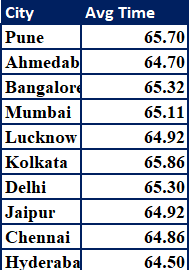 City Avg Time
Pune 65.70
Ahmedab 64.70
Bangalore 65.32
Mumbai 65.11
Lucknow 64.92
Kolkata 65.86
Delhi 65.30
Jaipur 64.92
Chennai 64.86
Hyderaba 64.50